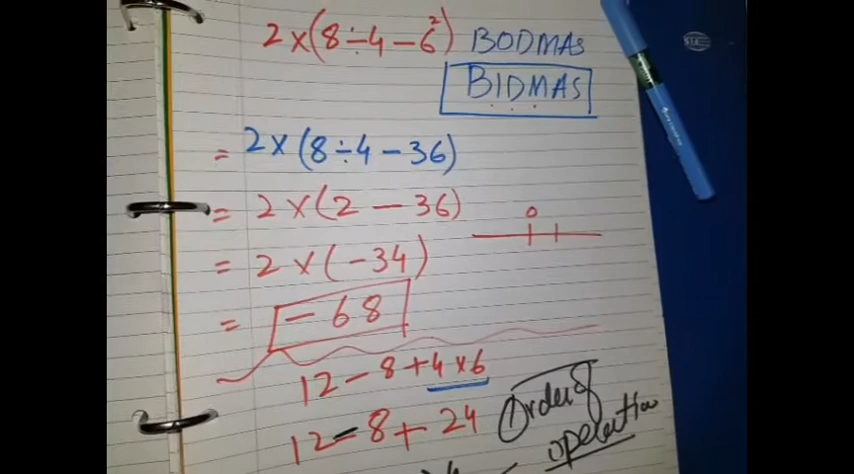 2 × (8 ÷ 4 − 6²) BODMAS
BIDMAS
= 2 × (8 ÷ 4 − 36)
= 2 × (2 − 36)
0
= 2 × (−34)
= −68
12 − 8 + 4 × 6
12 − 8 + 24
Order of
operation